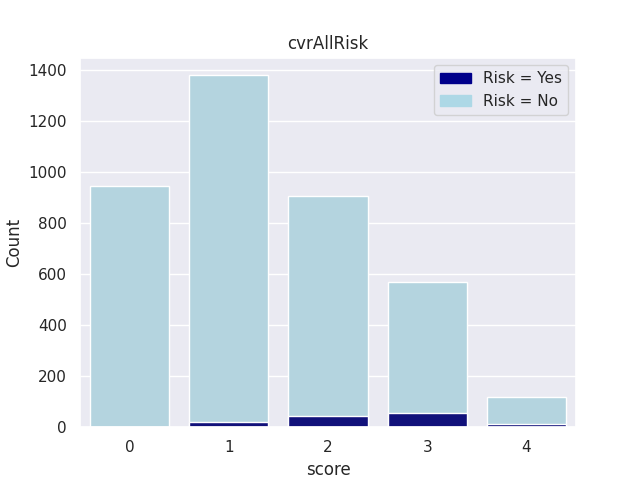 cvrAllRisk
Risk = Yes
Risk = No
1400
1200
1000
800
600
400
200
0
Count
0 1 2 3 4
score